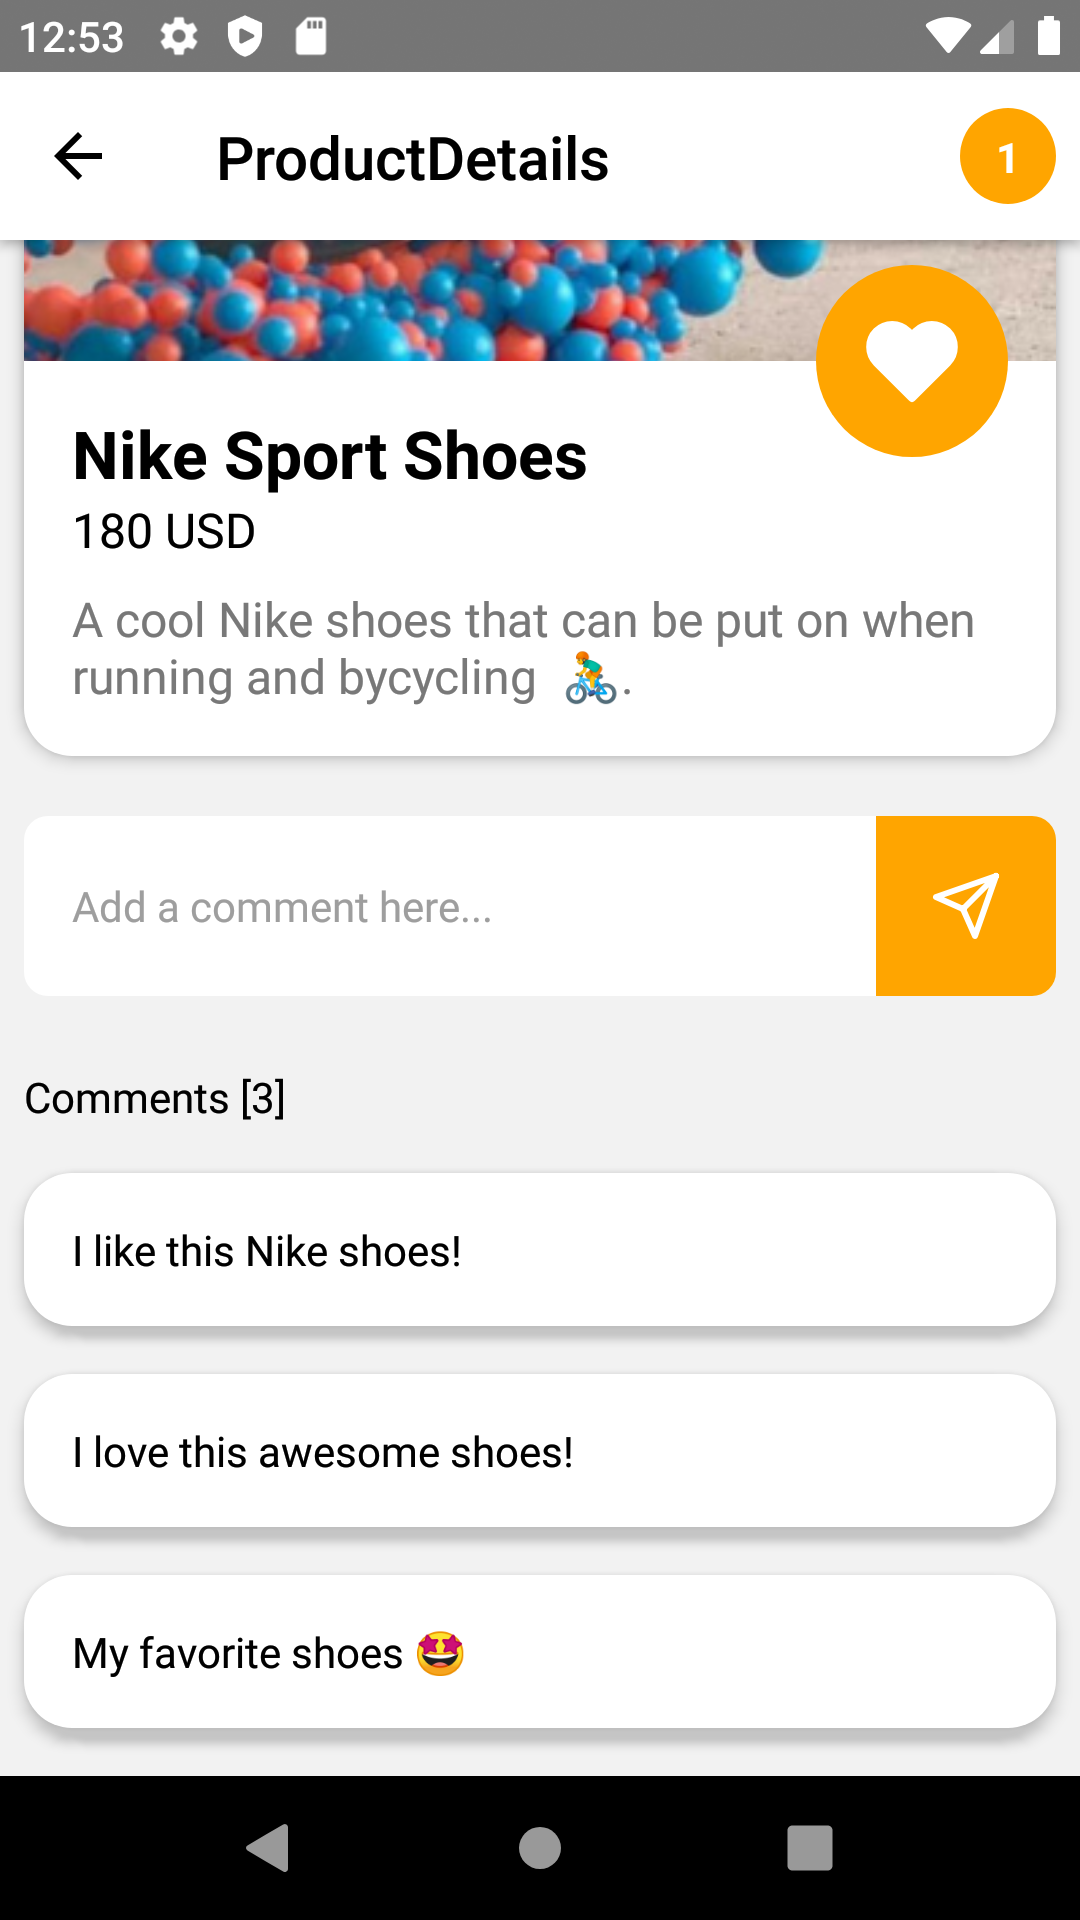 12:53
ProductDetails
1
Nike Sport Shoes
180 USD
A cool Nike shoes that can be put on when
running and bycycling 🚴.
Add a comment here...
Comments [3]
I like this Nike shoes!
I love this awesome shoes!
My favorite shoes 🤩